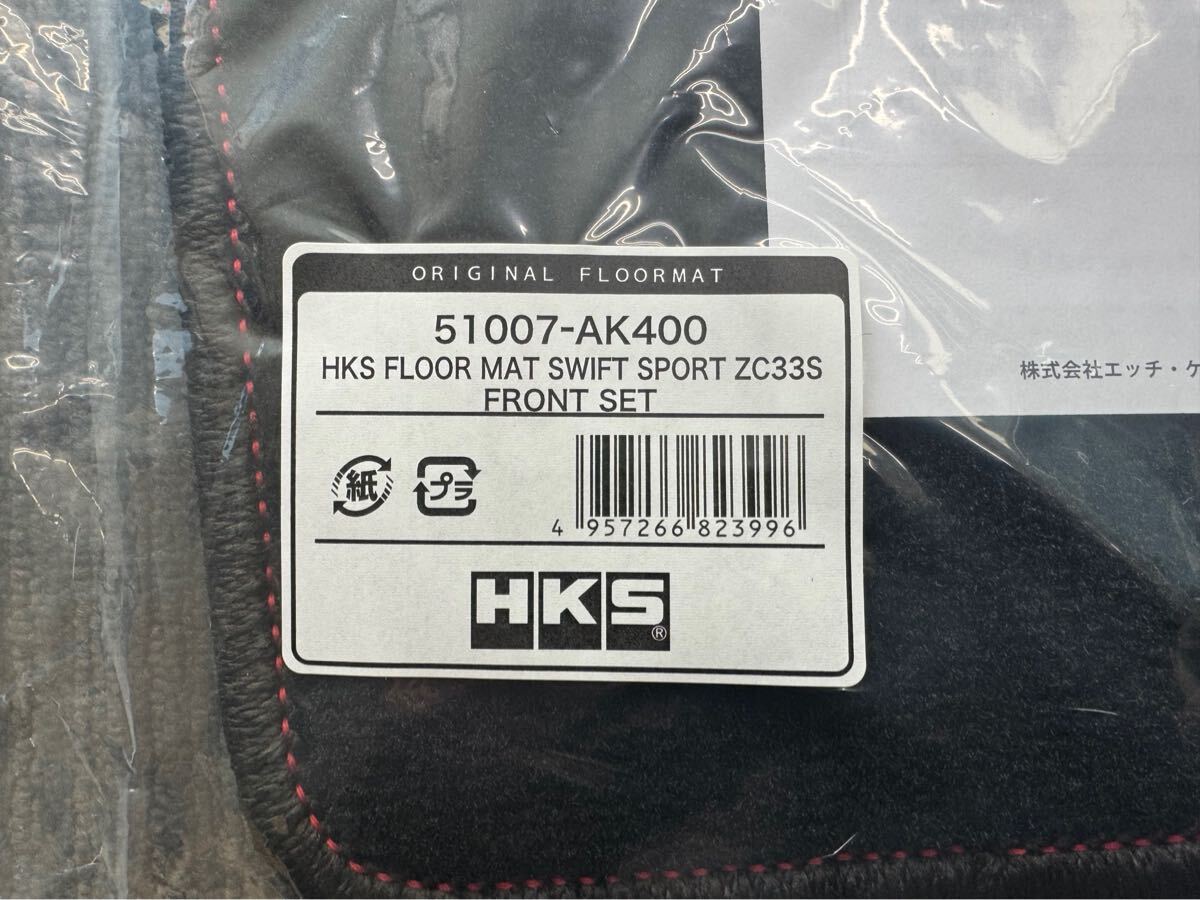 ORIGINAL FLOORMAT
51007-AK400
HKS FLOOR MAT SWIFT SPORT ZC33S
FRONT SET
紙
プラ
4 957266 823996
HKS®
株式会社エッチ・ケ